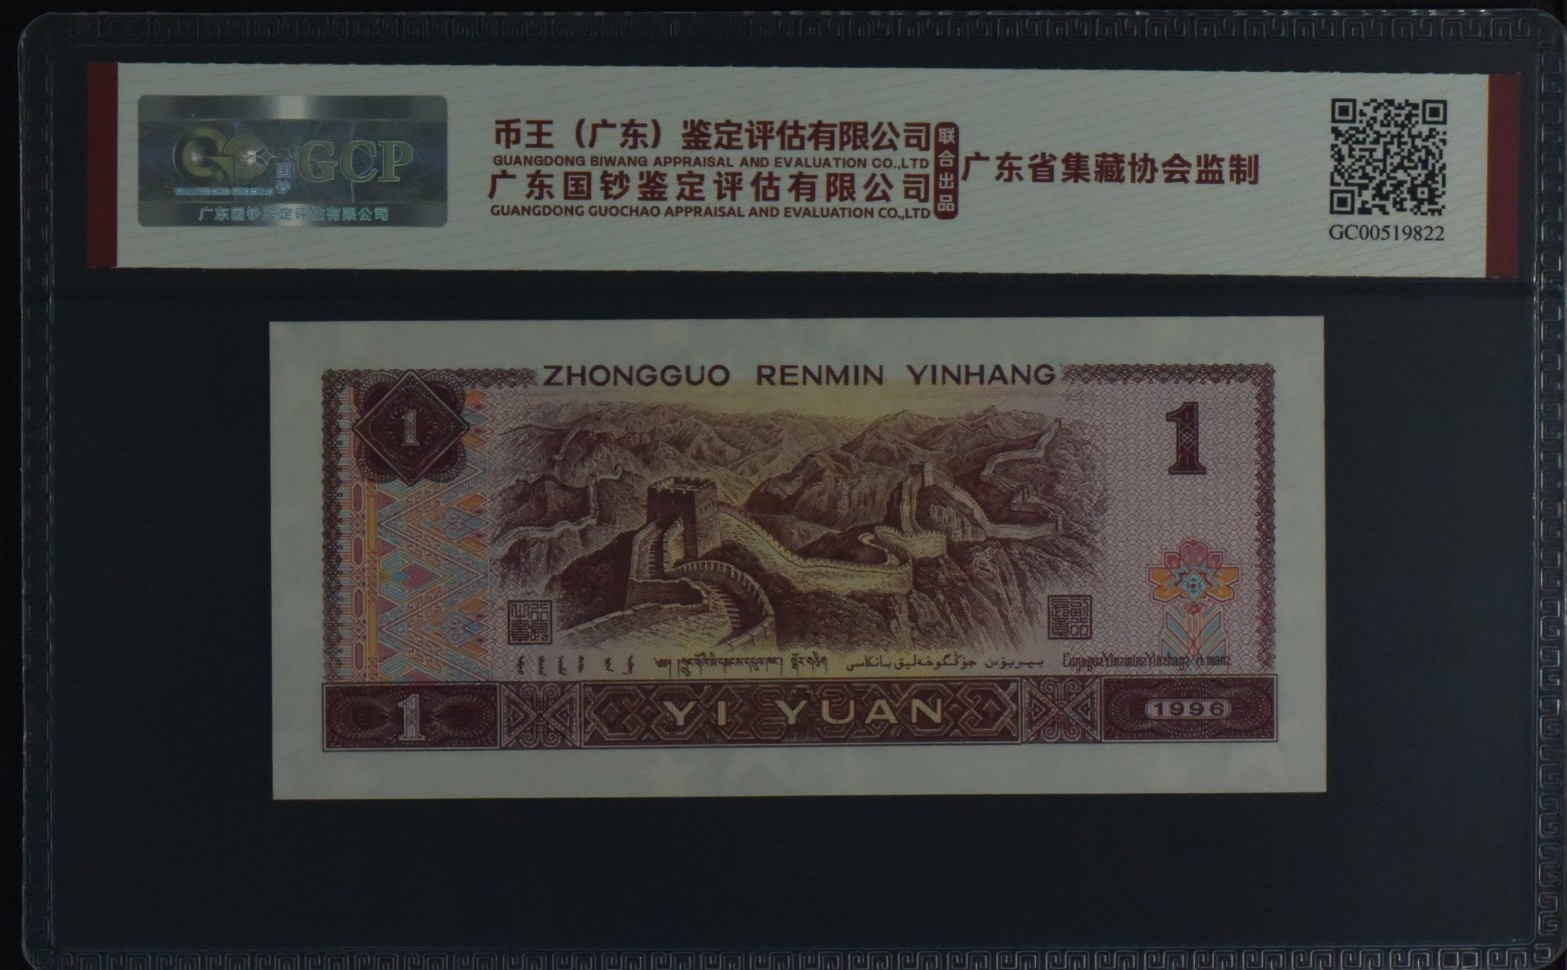 GCP
国钞
广东国钞鉴定评估有限公司
币王（广东）鉴定评估有限公司
GUANGDONG BIWANG APPRAISAL AND EVALUATION CO.,LTD
广东国钞鉴定评估有限公司
GUANGDONG GUOCHAO APPRAISAL AND EVALUATION CO.,LTD
联合出品
广东省集藏协会监制
GC00519822
ZHONGGUO RENMIN YINHANG
1
1
1
YI YUAN
1996